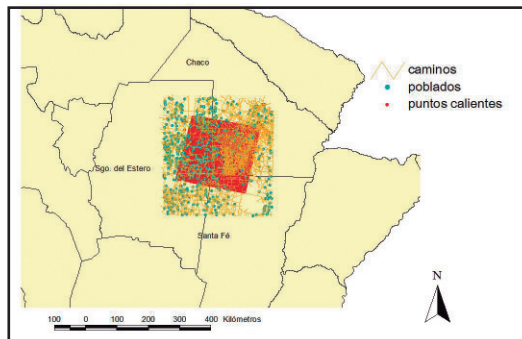 Chaco
caminos
poblados
puntos calientes
Sgo. del Estero
Santa Fé
N
100 0 100 200 300 400 Kilómetros